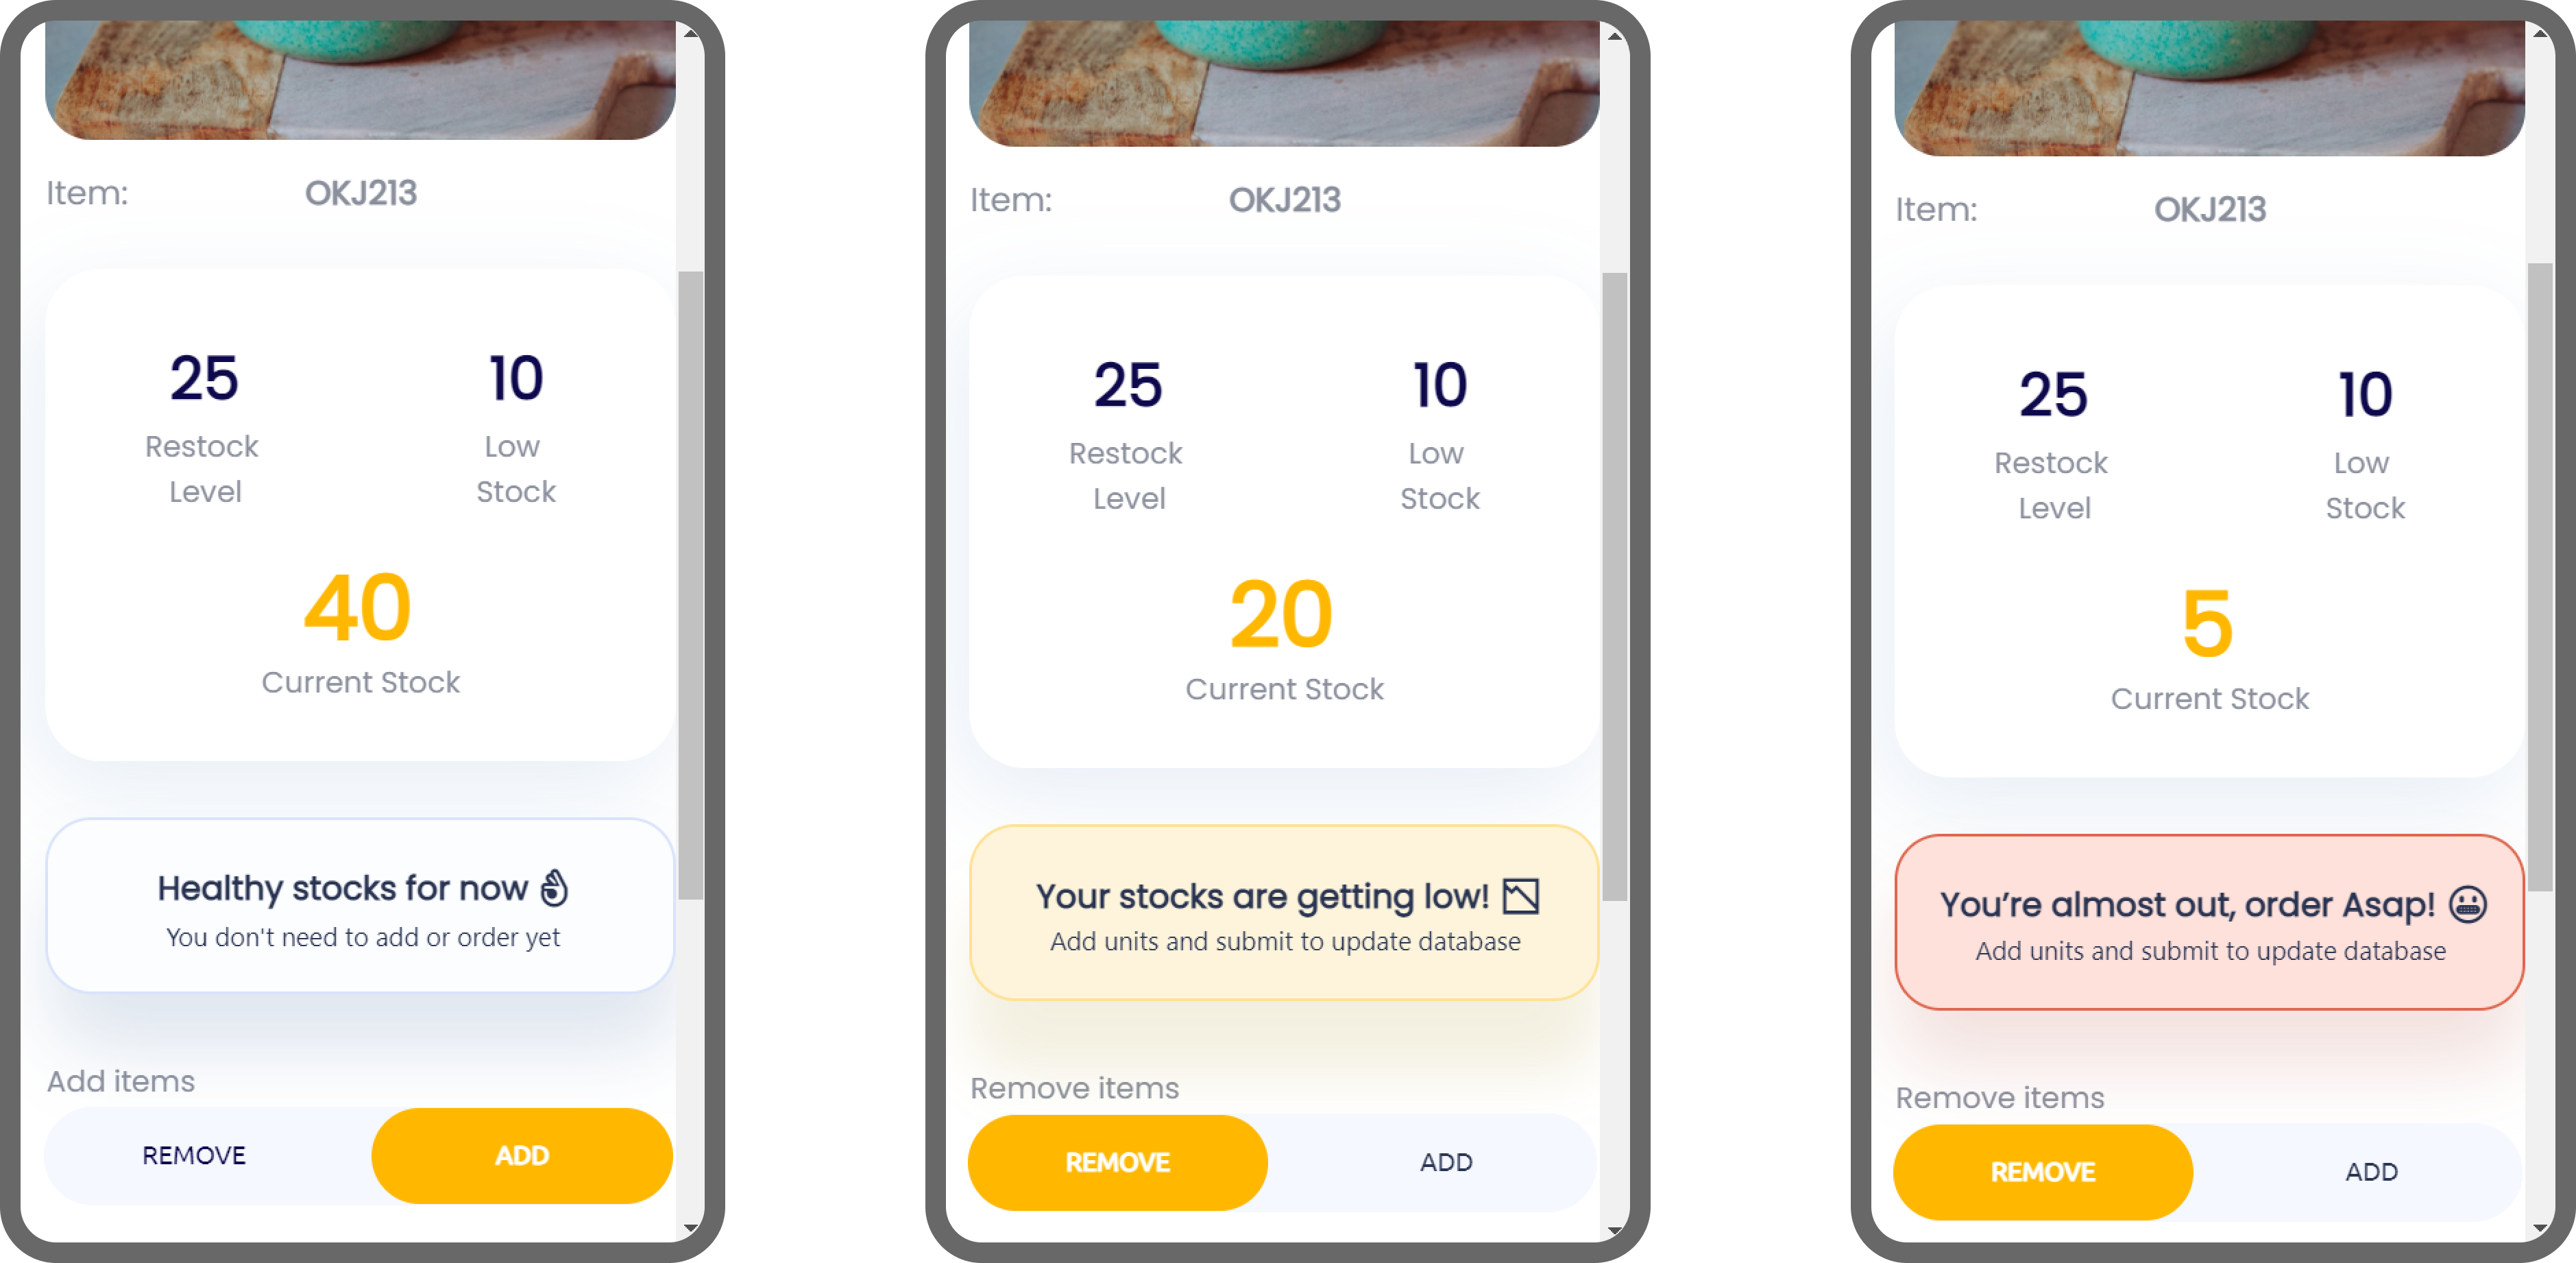 Item: OKJ213
25 10
Restock Low
Level Stock
40
Current Stock
Healthy stocks for now 👌
You don't need to add or order yet
Add items
REMOVE ADD
Item: OKJ213
25 10
Restock Low
Level Stock
20
Current Stock
Your stocks are getting low! 📉
Add units and submit to update database
Remove items
REMOVE ADD
Item: OKJ213
25 10
Restock Low
Level Stock
5
Current Stock
You’re almost out, order Asap! 😬
Add units and submit to update database
Remove items
REMOVE ADD